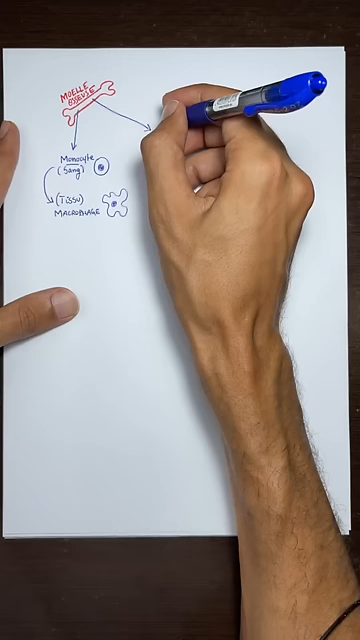 MOELLE
OSSEUSE
Monocyte
(Sang)
(Tissu)
MACROPHAGE